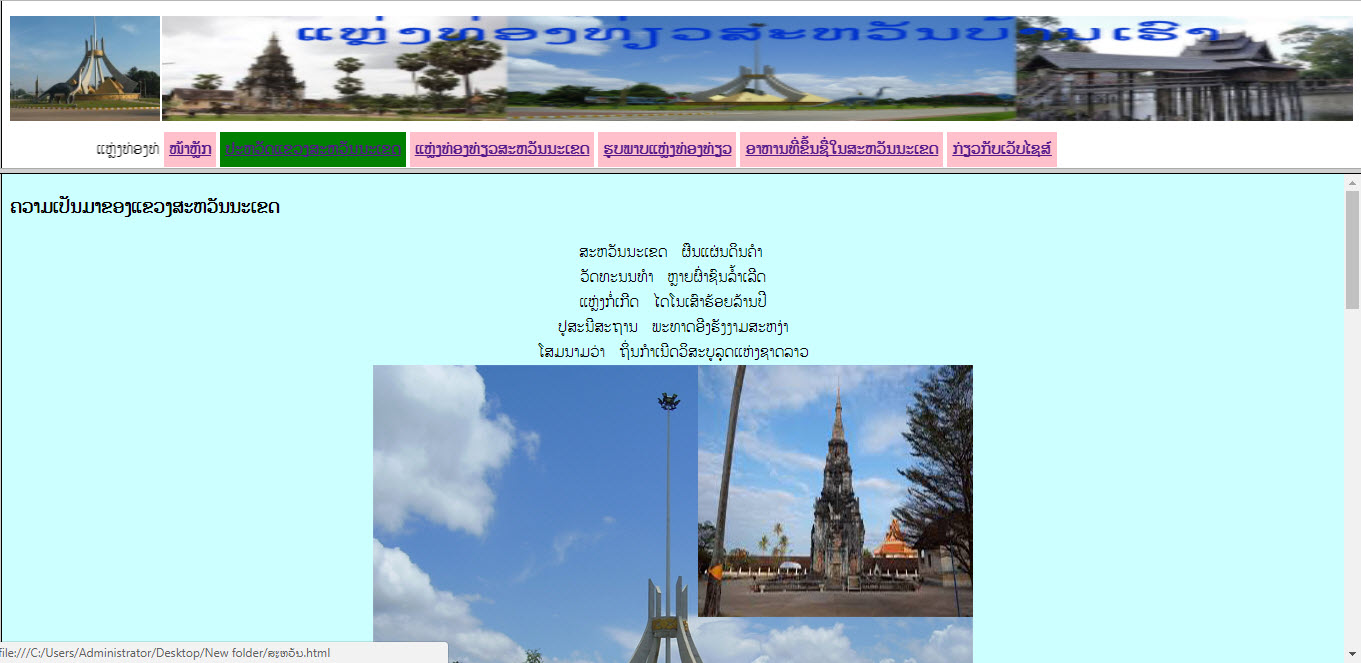 ແຫຼ່ງທ່ອງທ່ຽວສະຫວັນບ້ານເຮົາ
ແຫຼ່ງທ່ອງທ່ ໜ້າຫຼັກ ປະຫວັດແຂວງສະຫວັນນະເຂດ ແຫຼ່ງທ່ອງທ່ຽວສະຫວັນນະເຂດ ຮູບພາບແຫຼ່ງທ່ອງທ່ຽວ ອາຫານທີ່ຂຶ້ນຊື່ໃນສະຫວັນນະເຂດ ກ່ຽວກັບເວັບໄຊສ໌
ຄວາມເປັນມາຂອງແຂວງສະຫວັນນະເຂດ
ສະຫວັນນະເຂດ ຜືນແຜ່ນດິນຄຳ
ວັດທະນນທຳ ຫຼາຍຜົ່າຊົນລ້ຳເລີດ
ແຫຼ່ງກໍ່ເກີດ ໄດໂນເສົາຮ້ອຍລ້ານປີ
ປູສະນີສະຖານ ພະທາດອີງຮັງງາມສະຫງ່າ
ໂສມນາມວ່າ ຖິ່ນກຳເນີດວິສະບູລຸດແຫ່ງຊາດລາວ
file:///C:/Users/Administrator/Desktop/New folder/ສະຫວັນ.html